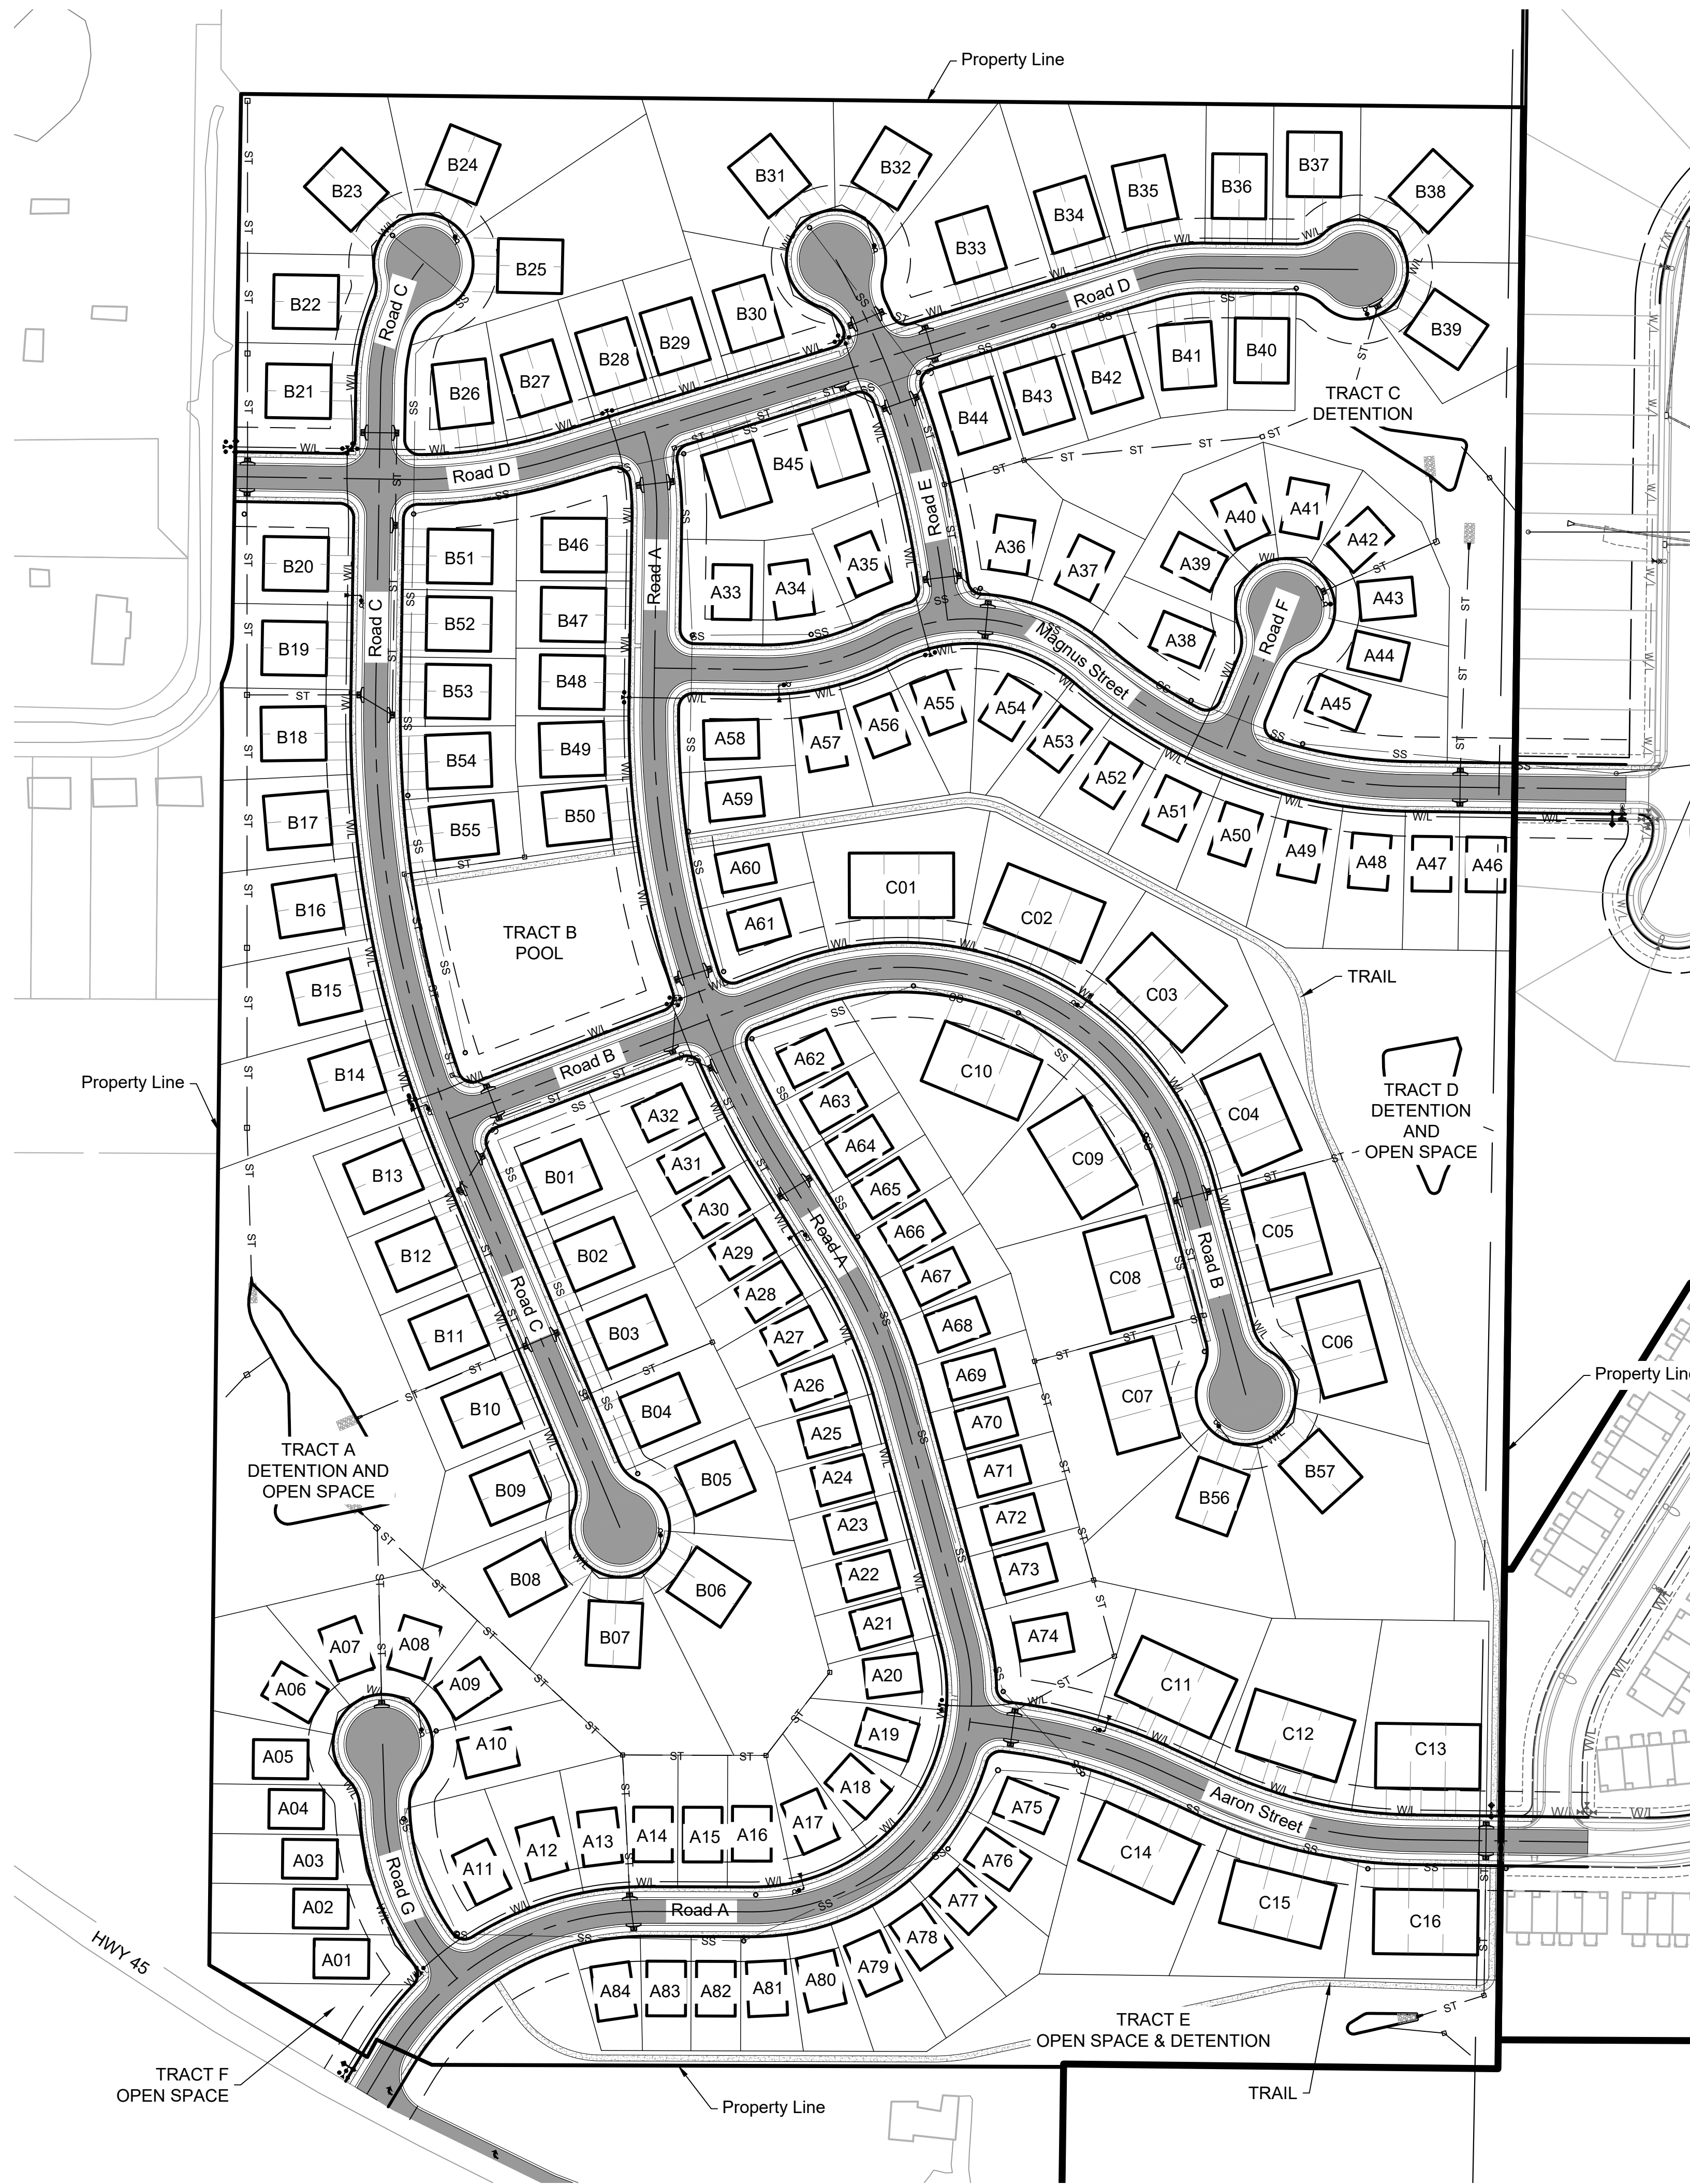 Property Line
B24
B23
B31
B32
B37
B36
B35
B38
B34
B33
B25
B22
Road C
Road D
B30
B29
B28
B27
B26
B21
B39
B41
B40
B42
B43
B44
TRACT C
DETENTION
Road D
B45
Road E
Road A
B46
B51
B20
A33
A34
A35
A36
A37
A38
A39
A40
A41
A42
A43
A44
A45
Road F
Magnus Street
Road C
B52
B47
B19
B53
B48
B18
B54
B49
B17
B55
B50
A58
A57
A56
A55
A54
A53
A52
A51
A50
A49
A48
A47
A46
A59
A60
A61
C01
C02
C03
TRAIL
B16
B15
B14
TRACT B
POOL
Road B
Property Line
TRACT D
DETENTION
AND
OPEN SPACE
C10
C04
C09
C05
C08
Road B
C06
C07
B57
B56
A62
A63
A64
A65
A66
A67
A68
A69
A70
A71
A72
A73
A74
A32
A31
A30
A29
A28
A27
A26
A25
A24
A23
A22
A21
A20
A19
A18
A17
A16
A15
A14
A13
A12
A11
Road A
B13
B01
B12
B02
B11
B03
B10
B04
B09
B05
B08
B06
B07
Road C
Property Line
TRACT A
DETENTION AND
OPEN SPACE
A07
A08
A06
A09
A05
A10
A04
A03
A02
A01
Road G
Road A
C11
C12
C13
Aaron Street
A75
C14
A76
C15
C16
A77
A78
A79
A80
A81
A82
A83
A84
HWY 45
TRACT E
OPEN SPACE & DETENTION
TRACT F
OPEN SPACE
TRAIL
Property Line
ST
SS
W/L